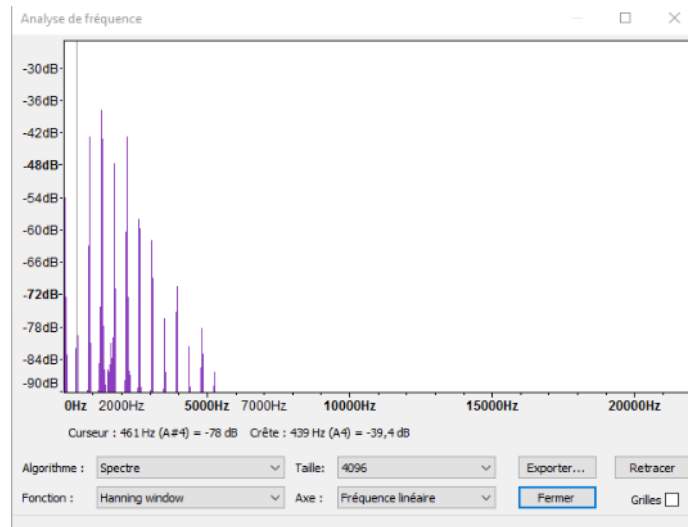 Analyse de fréquence
-30dB
-36dB
-42dB
-48dB
-54dB
-60dB
-66dB
-72dB
-78dB
-84dB
-90dB
0Hz 2000Hz 5000Hz 7000Hz 10000Hz 15000Hz 20000Hz
Curseur : 461 Hz (A#4) = -78 dB Crête : 439 Hz (A4) = -39,4 dB
Algorithme : Spectre Taille: 4096 Exporter... Retracer
Fonction : Hanning window Axe : Fréquence linéaire Fermer Grilles